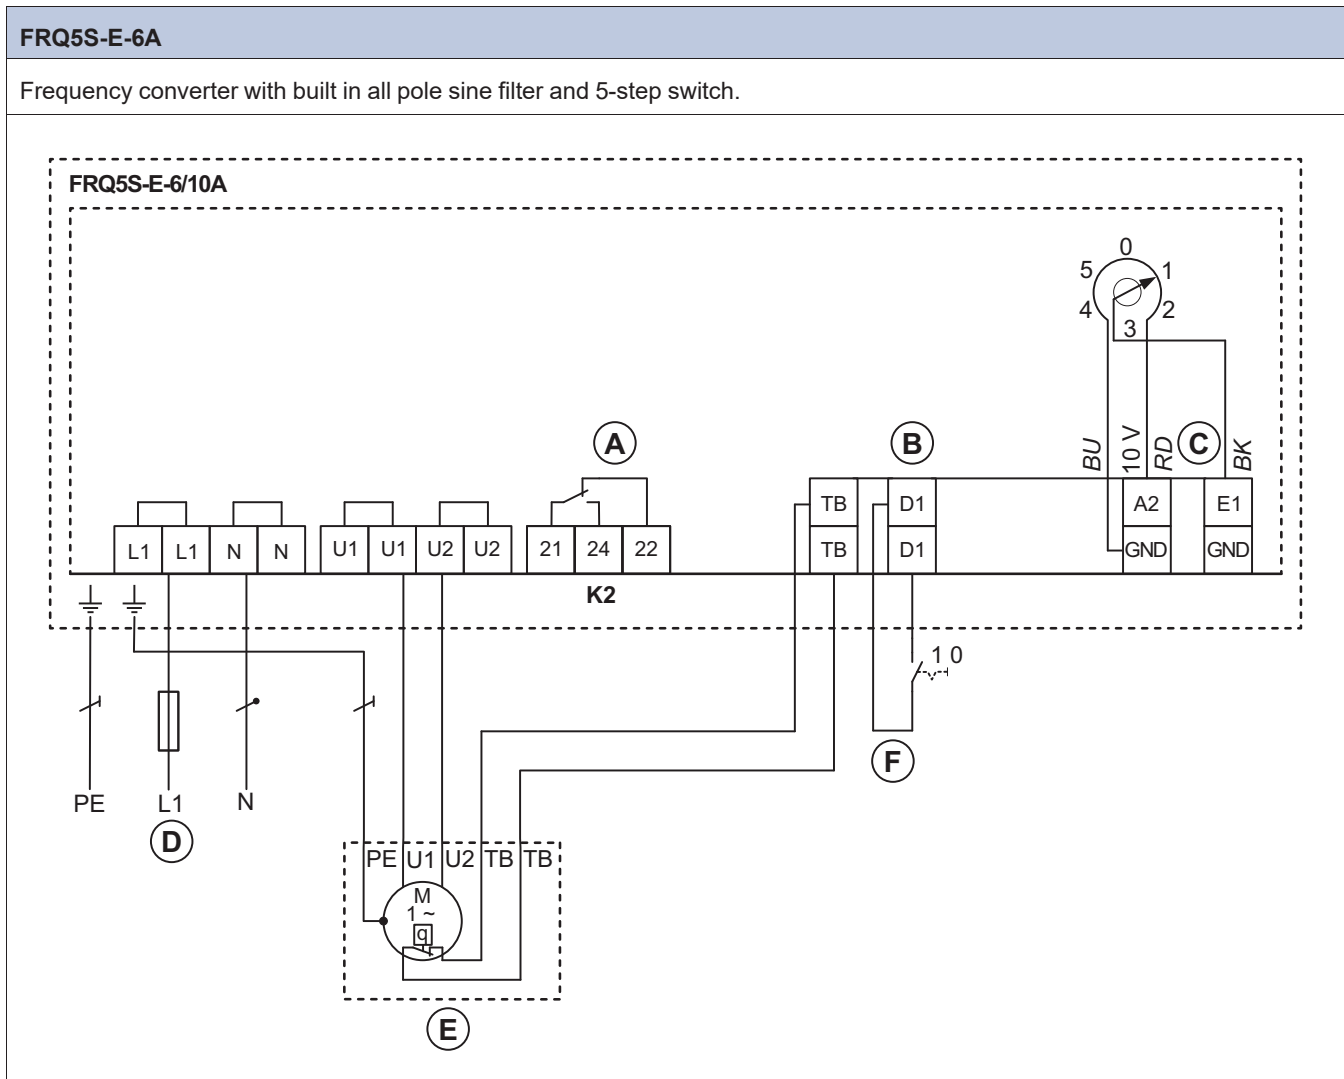 FRQ5S-E-6A
Frequency converter with built in all pole sine filter and 5-step switch.
FRQ5S-E-6/10A
0
5 1
4 2
3
A B C
BU 10 V RD BK
TB D1 A2 E1
L1 L1 N N U1 U1 U2 U2 21 24 22 TB D1 GND GND
K2
1 0
F
PE L1 N
D
PE U1 U2 TB TB
M
1 ~
q
E